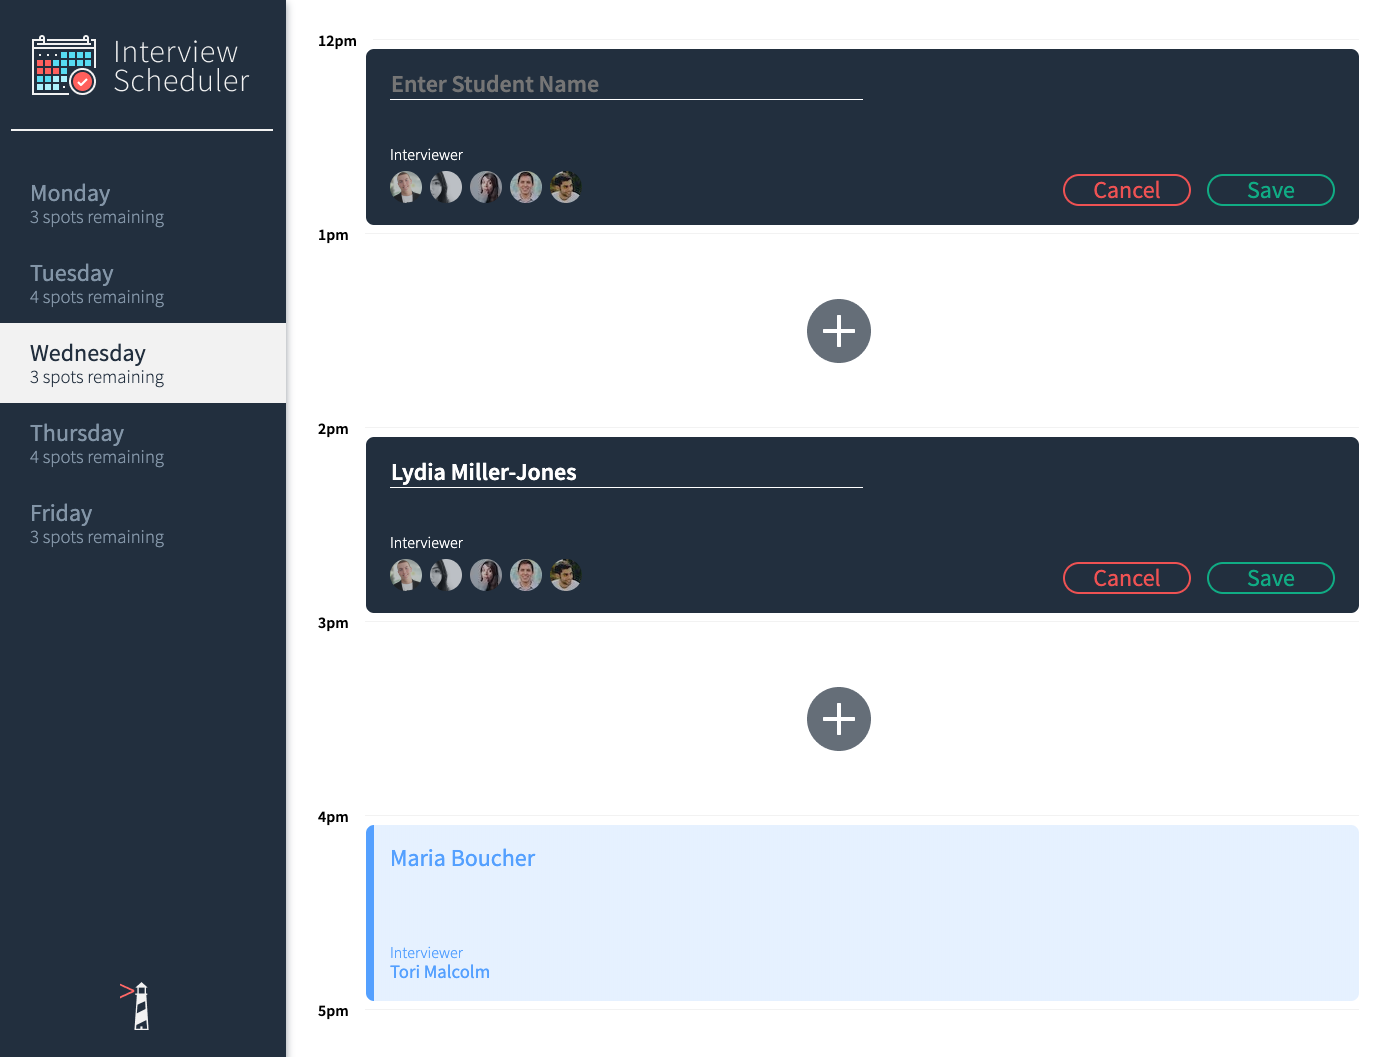 Interview
Scheduler
Monday
3 spots remaining
Tuesday
4 spots remaining
Wednesday
3 spots remaining
Thursday
4 spots remaining
Friday
3 spots remaining
12pm
Enter Student Name
Interviewer
Cancel
Save
1pm
2pm
Lydia Miller-Jones
Interviewer
Cancel
Save
3pm
4pm
Maria Boucher
Interviewer
Tori Malcolm
5pm